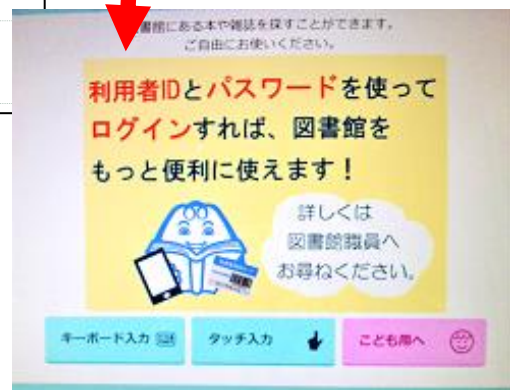 図書館にある本や雑誌を探すことができます。
ご自由にお使いください。
利用者IDとパスワードを使って
ログインすれば、図書館を
もっと便利に使えます！
詳しくは
図書館職員へ
お尋ねください。
キーボード入力
タッチ入力
こども用へ